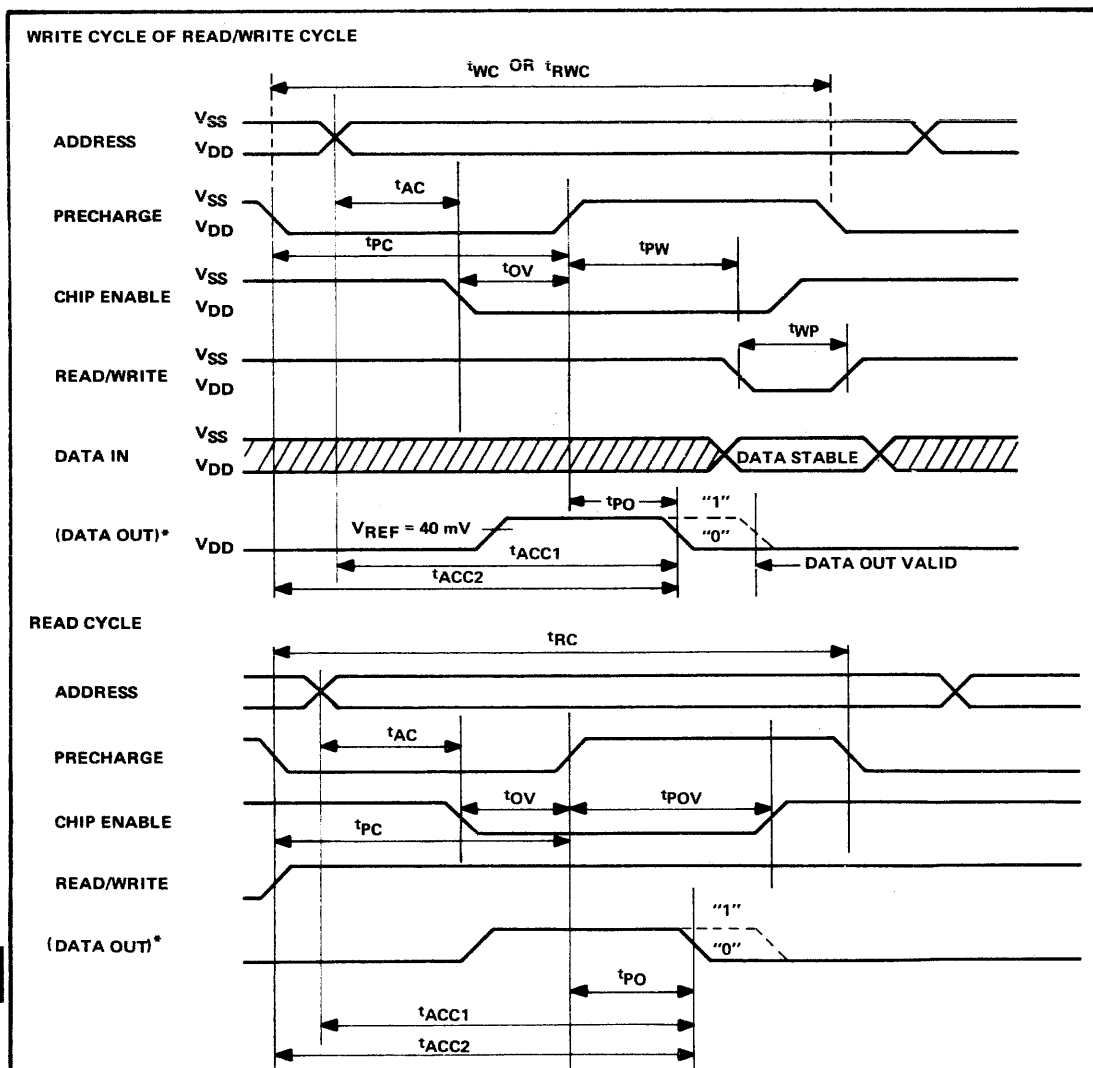 WRITE CYCLE OF READ/WRITE CYCLE
tWC OR tRWC
ADDRESS
VSS
VDD
tAC
PRECHARGE
VSS
VDD
tPC
tPW
tOV
CHIP ENABLE
VSS
VDD
tWP
READ/WRITE
VSS
VDD
DATA IN
VSS
VDD
DATA STABLE
tPO
"1"
(DATA OUT)*
VREF = 40 mV
"0"
VDD
tACC1
DATA OUT VALID
tACC2
READ CYCLE
tRC
ADDRESS
tAC
PRECHARGE
tOV
tPOV
CHIP ENABLE
tPC
READ/WRITE
"1"
(DATA OUT)*
"0"
tPO
tACC1
tACC2